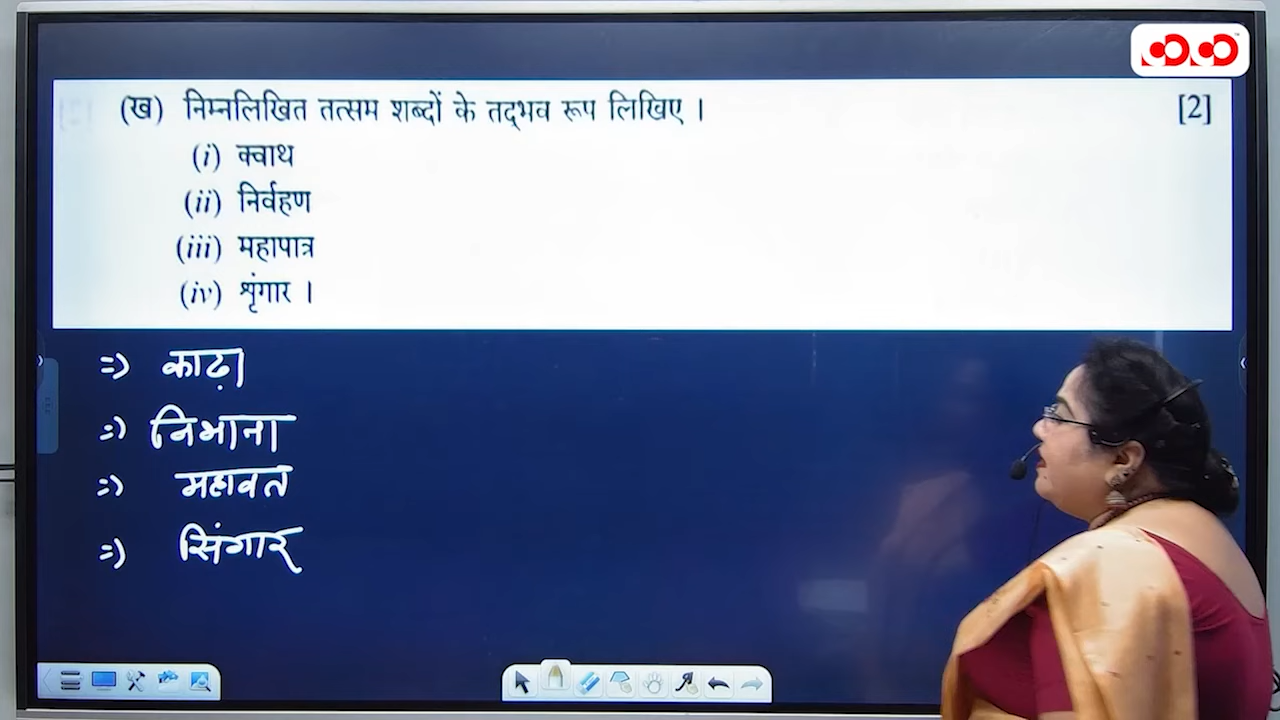 (ख) निम्नलिखित तत्सम शब्दों के तद्‌भव रूप लिखिए । [2]
(i) क्वाथ
(ii) निर्वहण
(iii) महापात्र
(iv) शृंगार ।
=> काढ़ा
=> निभाना
=> महावत
=> सिंगार